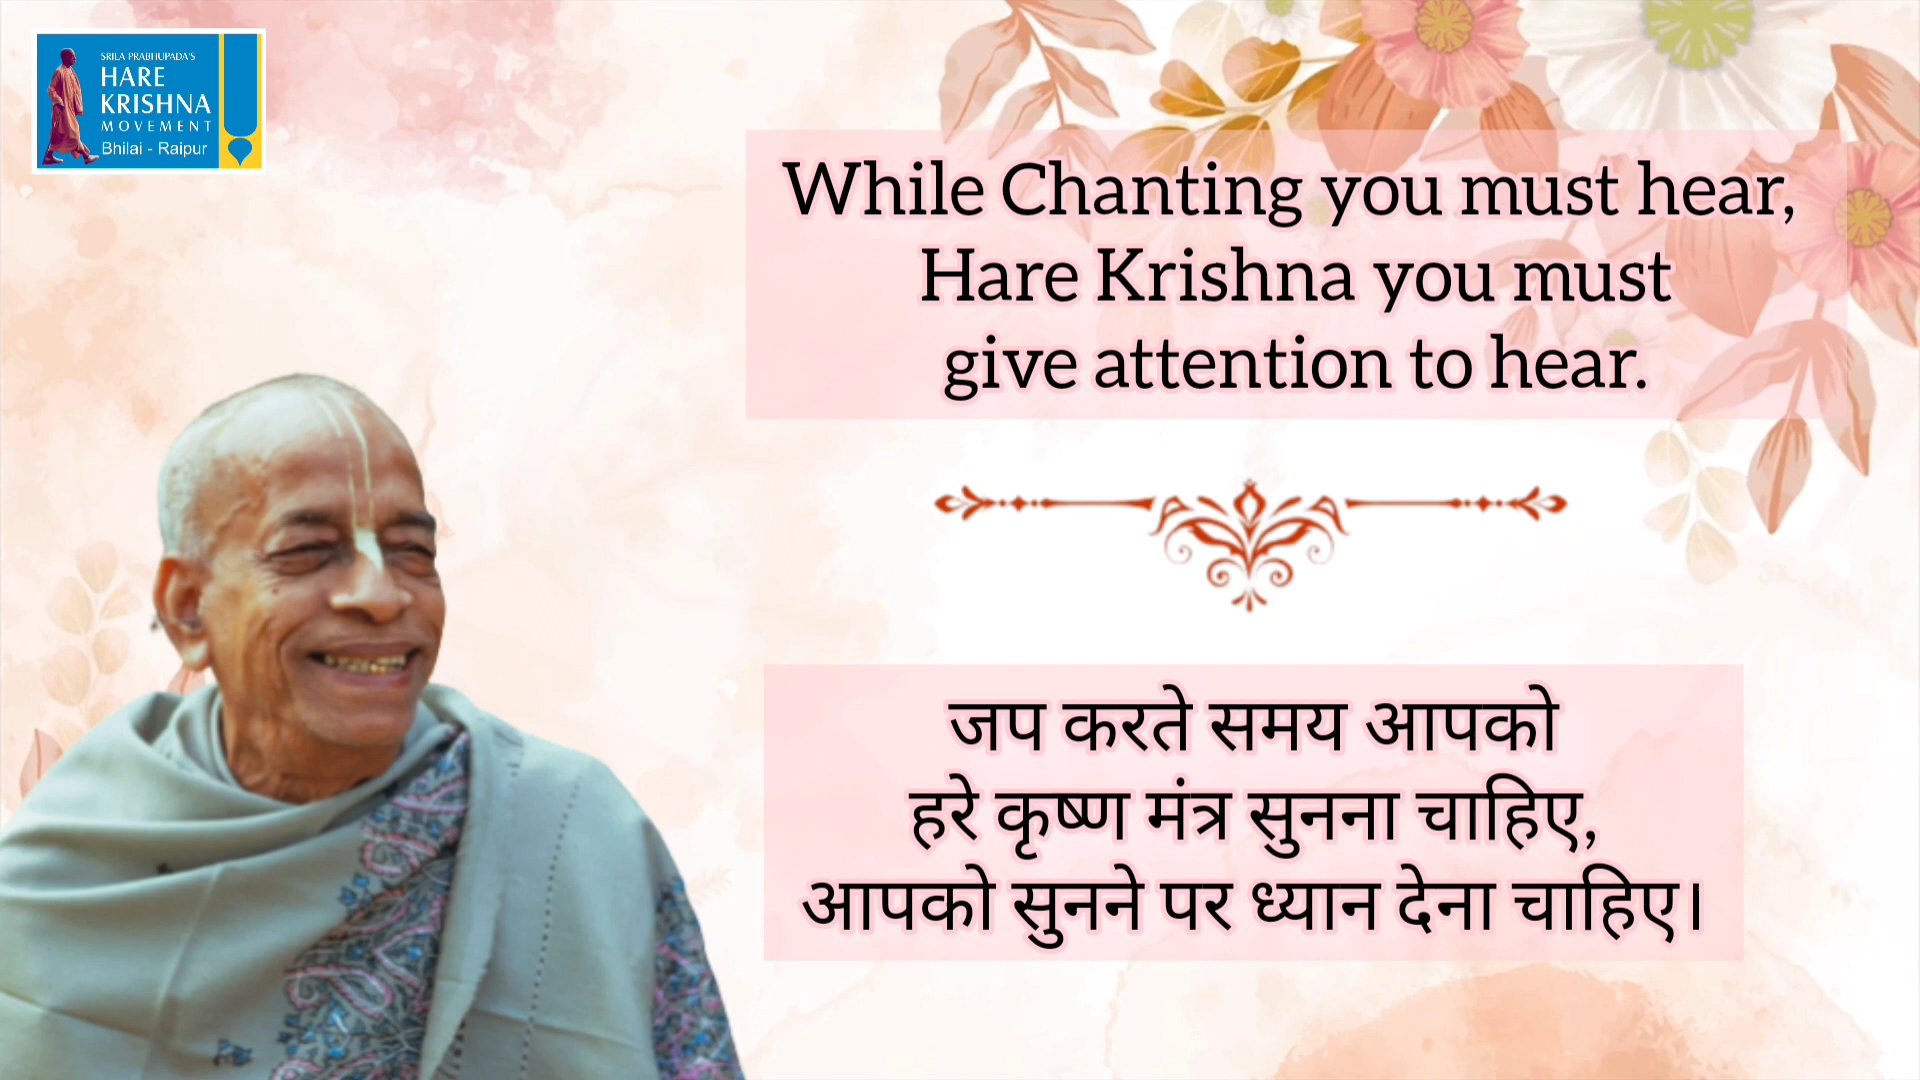 SRILA PRABHUPADA'S
HARE
KRISHNA
MOVEMENT
Bhilai - Raipur
While Chanting you must hear,
Hare Krishna you must
give attention to hear.
जप करते समय आपको
हरे कृष्ण मंत्र सुनना चाहिए,
आपको सुनने पर ध्यान देना चाहिए।